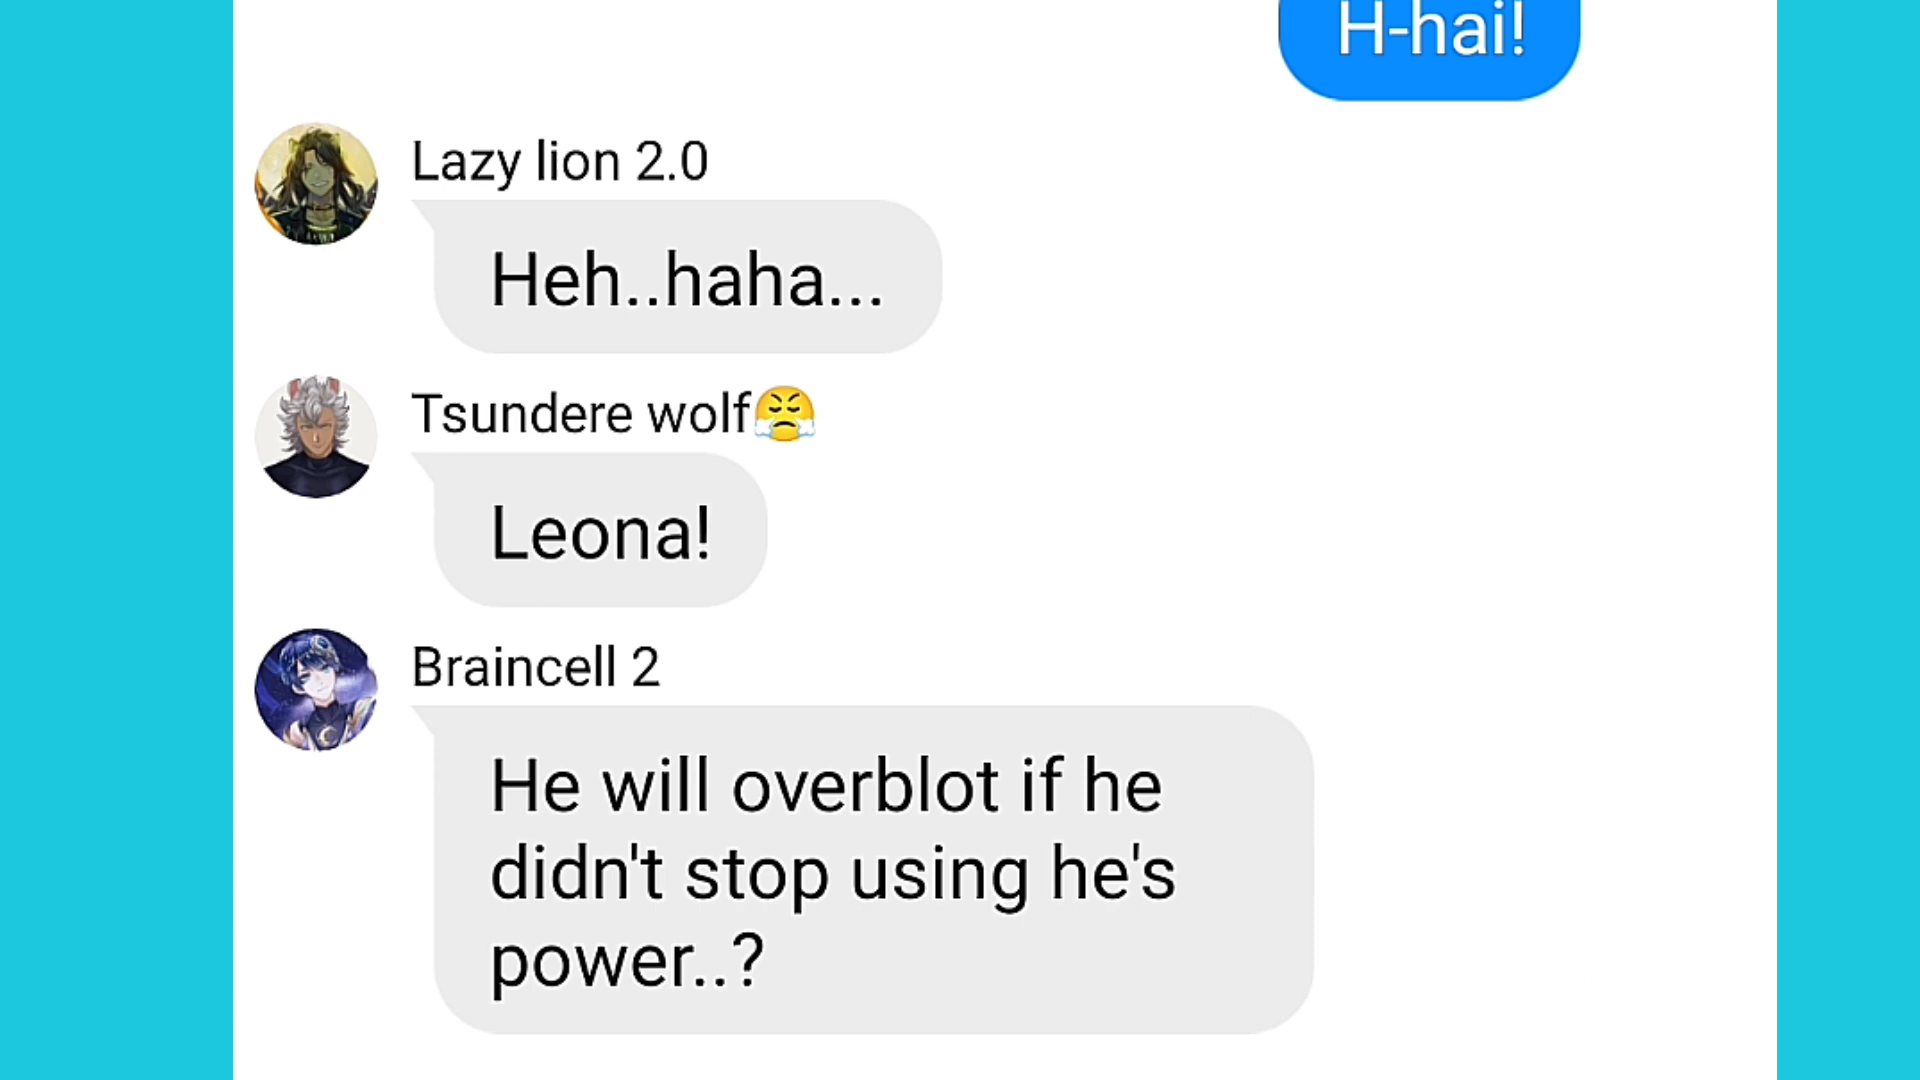 H-hai!
Lazy lion 2.0
Heh..haha...
Tsundere wolf😤
Leona!
Braincell 2
He will overblot if he
didn't stop using he's
power..?